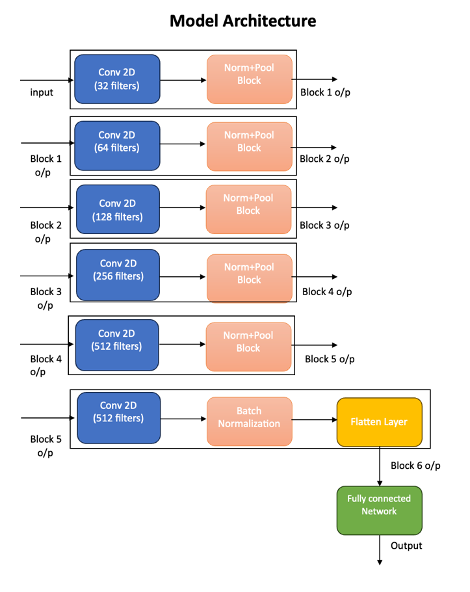 Model Architecture
Conv 2D
(32 filters)
Norm+Pool
Block
input
Block 1 o/p
Conv 2D
(64 filters)
Norm+Pool
Block
Block 1
o/p
Block 2 o/p
Conv 2D
(128 filters)
Norm+Pool
Block
Block 2
o/p
Block 3 o/p
Conv 2D
(256 filters)
Norm+Pool
Block
Block 3
o/p
Block 4 o/p
Conv 2D
(512 filters)
Norm+Pool
Block
Block 4
o/p
Block 5 o/p
Conv 2D
(512 filters)
Batch
Normalization
Flatten Layer
Block 5
o/p
Block 6 o/p
Fully connected
Network
Output